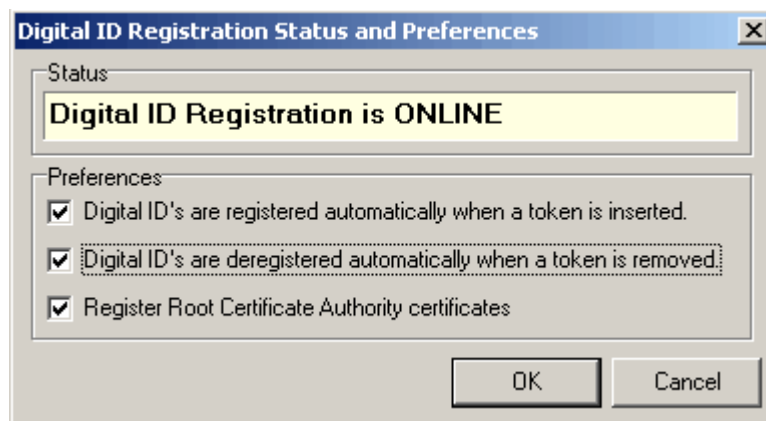 Digital ID Registration Status and Preferences
Status
Digital ID Registration is ONLINE
Preferences
Digital ID's are registered automatically when a token is inserted.
Digital ID's are deregistered automatically when a token is removed.
Register Root Certificate Authority certificates
OK Cancel